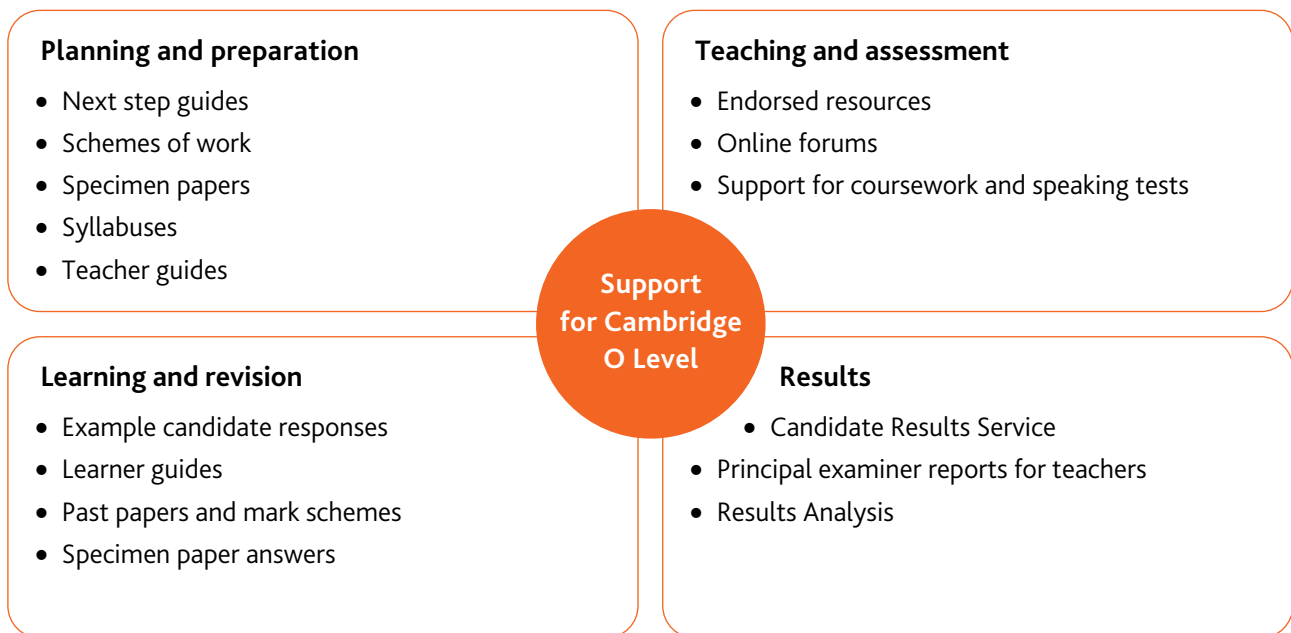 Planning and preparation
• Next step guides
• Schemes of work
• Specimen papers
• Syllabuses
• Teacher guides
Teaching and assessment
• Endorsed resources
• Online forums
• Support for coursework and speaking tests
Support
for Cambridge
O Level
Learning and revision
• Example candidate responses
• Learner guides
• Past papers and mark schemes
• Specimen paper answers
Results
• Candidate Results Service
• Principal examiner reports for teachers
• Results Analysis